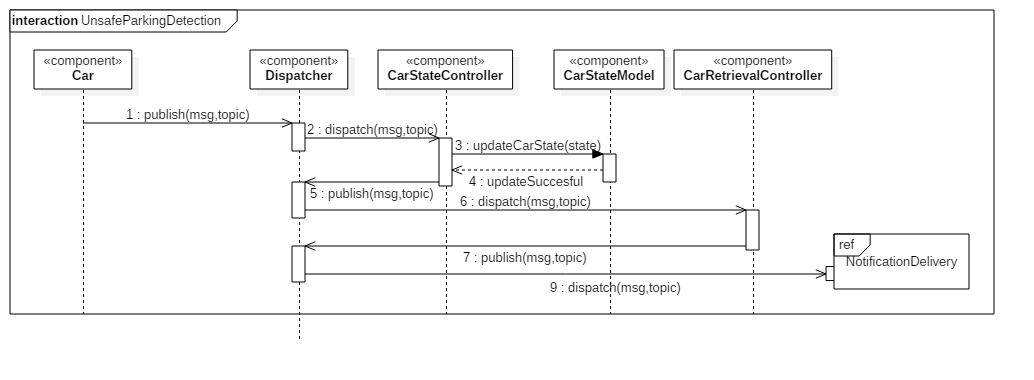 interaction UnsafeParkingDetection
«component» «component» «component» «component» «component»
Car Dispatcher CarStateController CarStateModel CarRetrievalController
1 : publish(msg,topic)
2 : dispatch(msg,topic)
3 : updateCarState(state)
4 : updateSuccesful
5 : publish(msg,topic)
6 : dispatch(msg,topic)
ref
7 : publish(msg,topic)
NotificationDelivery
9 : dispatch(msg,topic)